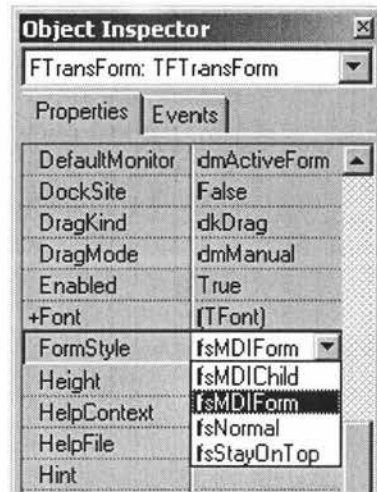 Object Inspector
FTransForm: TFTransForm
Properties Events
DefaultMonitor dmActiveForm
DockSite False
DragKind dkDrag
DragMode dmManual
Enabled True
+Font (TFont)
FormStyle fsMDIForm
Height fsMDIChild
HelpContext fsMDIForm
HelpFile fsNormal
fsStayOnTop
Hint